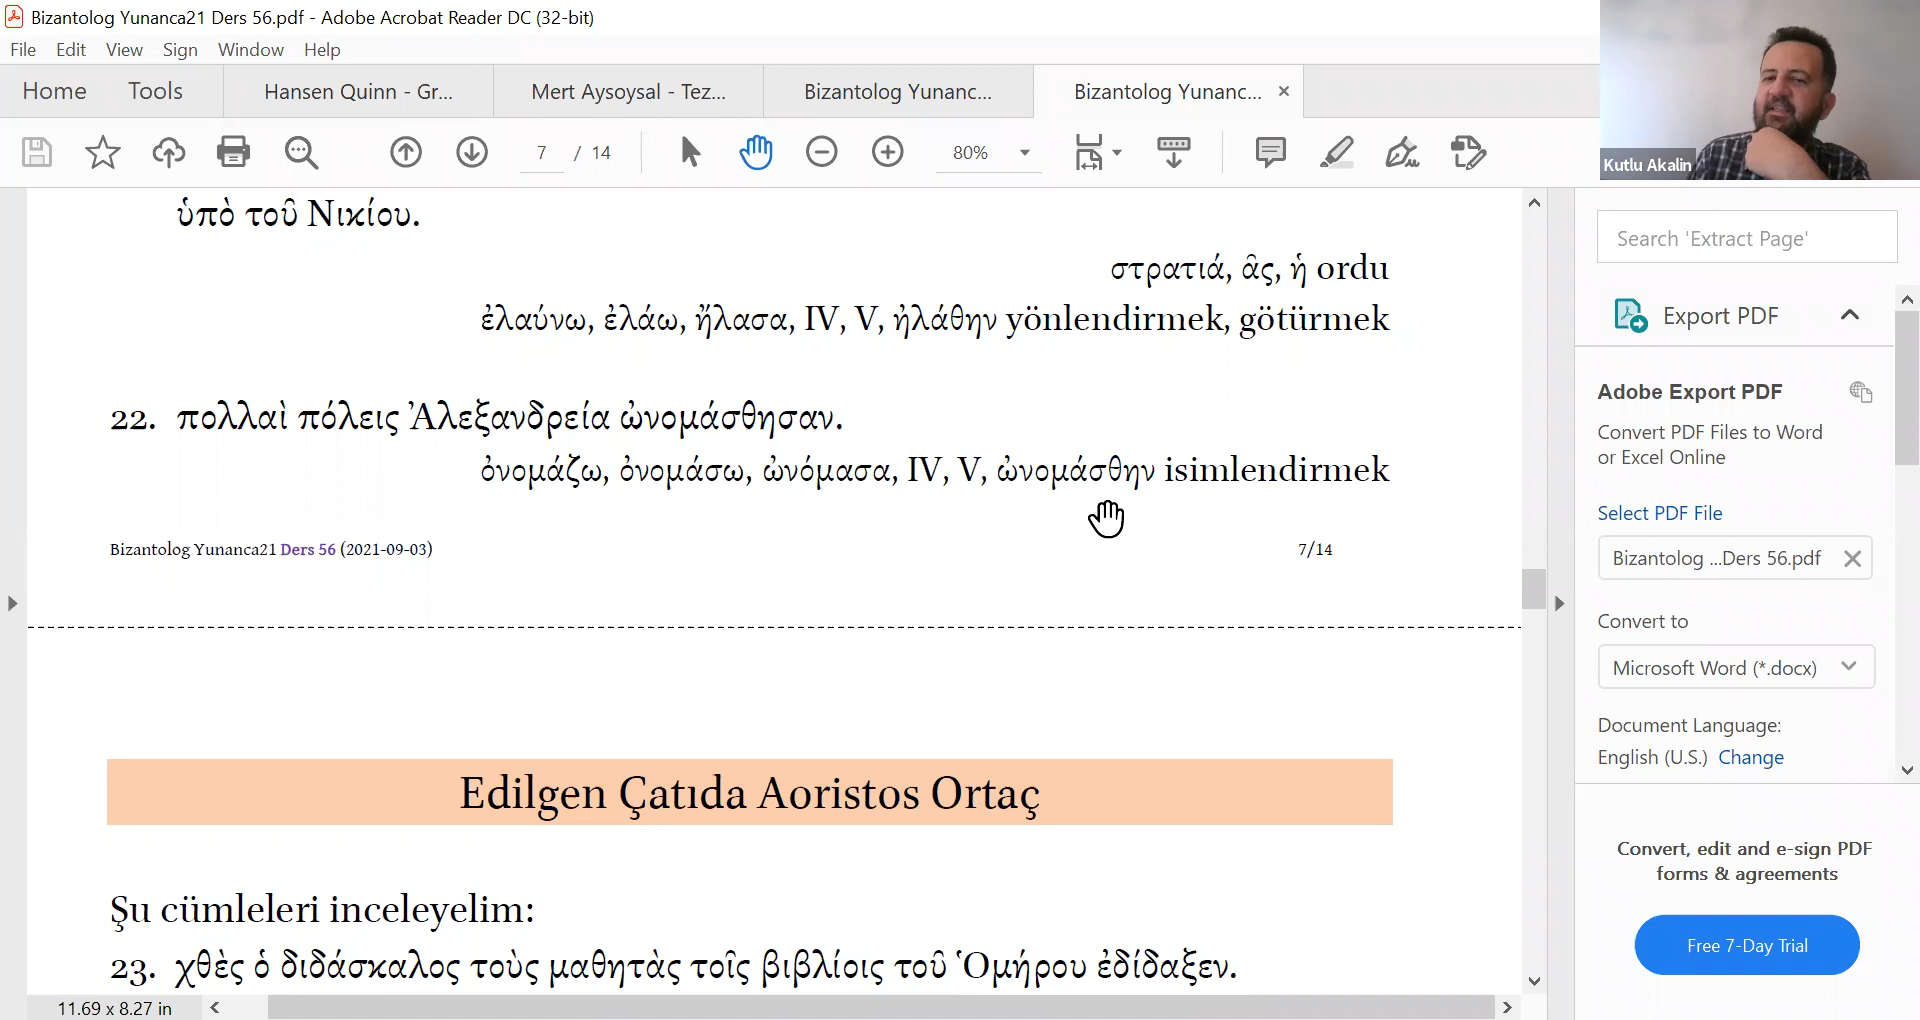 Bizantolog Yunanca21 Ders 56.pdf - Adobe Acrobat Reader DC (32-bit)
File Edit View Sign Window Help
Home Tools Hansen Quinn - Gr... Mert Aysoysal - Tez... Bizantolog Yunanc... Bizantolog Yunanc... ×
7 / 14 80%
Kutlu Akalin
ὑπὸ τοῦ Νικίου.
στρατιά, ᾶς, ἡ ordu
ἐλαύνω, ἐλάω, ἤλασα, IV, V, ἠλάθην yönlendirmek, götürmek
22. πολλαὶ πόλεις Ἀλεξανδρεία ὠνομάσθησαν.
ὀνομάζω, ὀνομάσω, ὠνόμασα, IV, V, ὠνομάσθην isimlendirmek
Bizantolog Yunanca21 Ders 56 (2021-09-03) 7/14
Edilgen Çatıda Aoristos Ortaç
Şu cümleleri inceleyelim:
23. χθὲς ὁ διδάσκαλος τοὺς μαθητὰς τοῖς βιβλίοις τοῦ Ὁμήρου ἐδίδαξεν.
11.69 x 8.27 in
Search 'Extract Page'
Export PDF
Adobe Export PDF
Convert PDF Files to Word
or Excel Online
Select PDF File
Bizantolog ...Ders 56.pdf
Convert to
Microsoft Word (*.docx)
Document Language:
English (U.S.) Change
Convert, edit and e-sign PDF
forms & agreements
Free 7-Day Trial